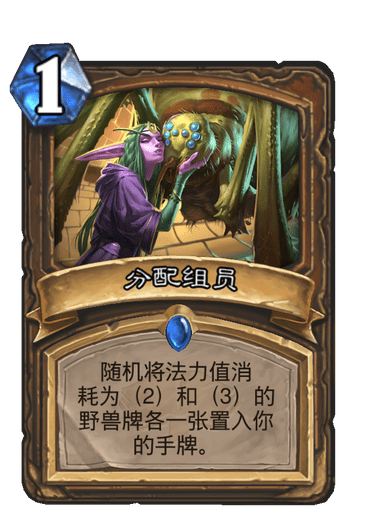 1
分配组员
随机将法力值消
耗为（2）和（3）的
野兽牌各一张置入你
的手牌。